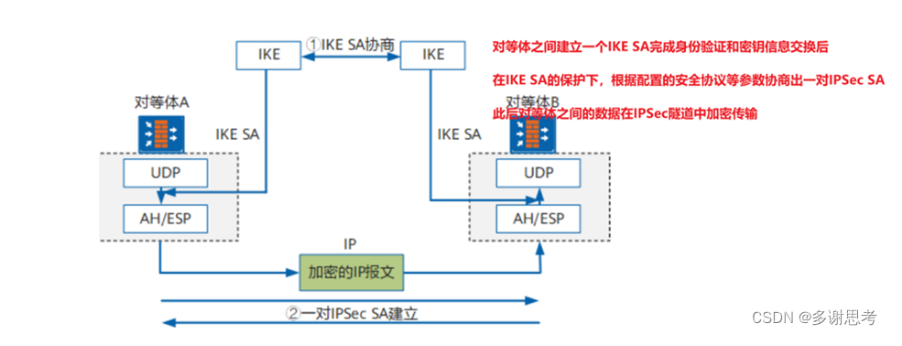 ①IKE SA协商
IKE
IKE
对等体之间建立一个IKE SA完成身份验证和密钥信息交换后
在IKE SA的保护下，根据配置的安全协议等参数协商出一对IPSec SA
此后对等体之间的数据在IPSec隧道中加密传输
对等体A
对等体B
IKE SA
IKE SA
UDP
UDP
AH/ESP
AH/ESP
IP
加密的IP报文
②一对IPSec SA建立
CSDN @多谢思考